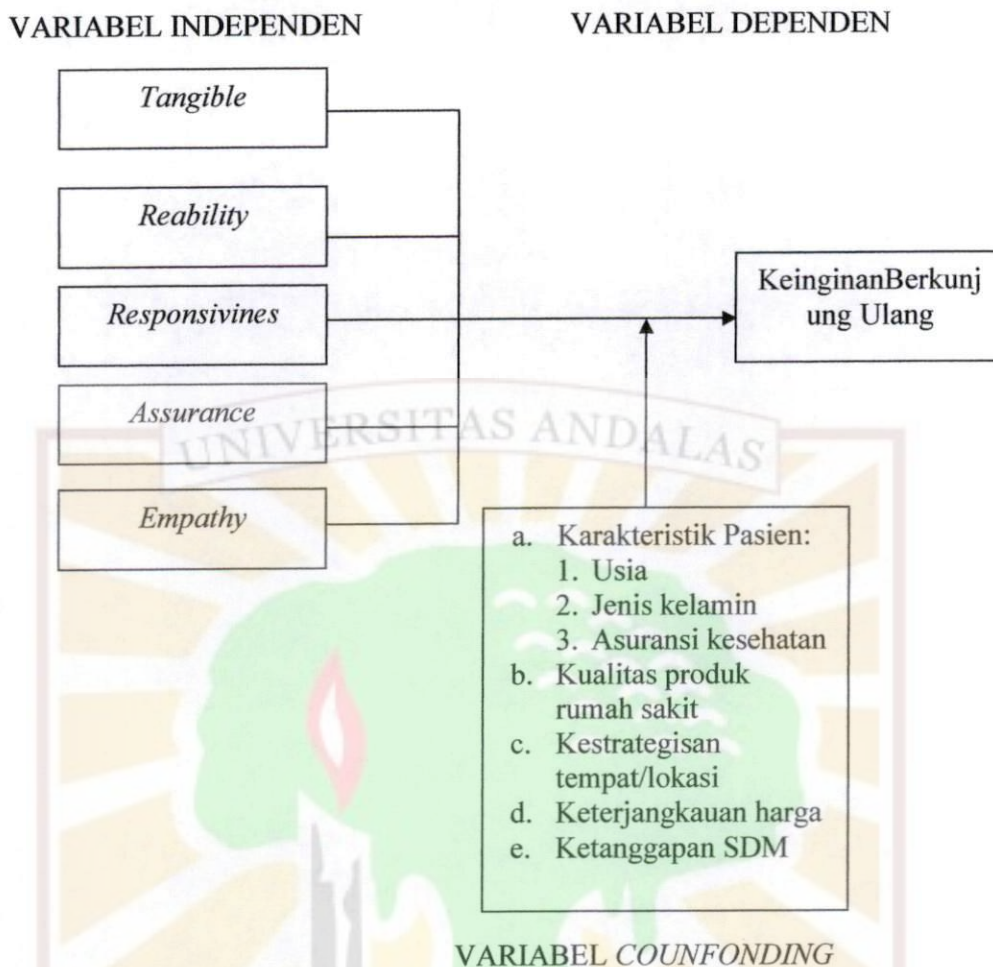 VARIABEL INDEPENDEN
VARIABEL DEPENDEN
Tangible
Reability
Responsivines
Assurance
Empathy
KeinginanBerkunj
ung Ulang
UNIVERSITAS ANDALAS
a. Karakteristik Pasien:
1. Usia
2. Jenis kelamin
3. Asuransi kesehatan
b. Kualitas produk
rumah sakit
c. Kestrategisan
tempat/lokasi
d. Keterjangkauan harga
e. Ketanggapan SDM
VARIABEL COUNFONDING